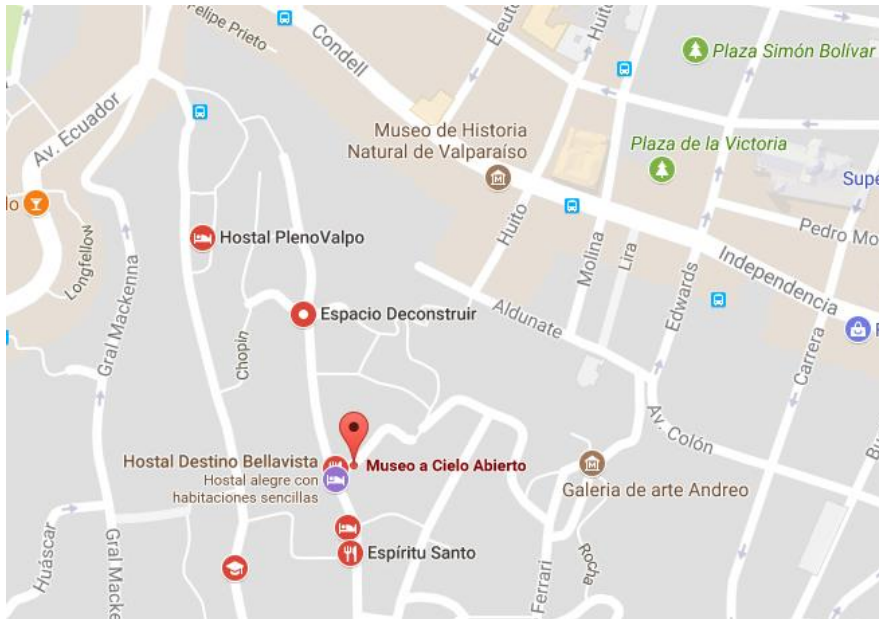 Felipe Prieto
Condell
Eleute
Huito
Plaza Simón Bolívar
Av. Ecuador
Museo de Historia
Natural de Valparaíso
Plaza de la Victoria
Supe
lo
Longfellow
Hostal PlenoValpo
Huito
Molina
Lira
Pedro Mo
Independencia
Gral Mackenna
Espacio Deconstruir
Aldunate
Edwards
Carrera
Chopin
Av. Colón
Hostal Destino Bellavista
Hostal alegre con
habitaciones sencillas
Museo a Cielo Abierto
Galeria de arte Andreo
Huáscar
Gral Macke
Espíritu Santo
Ferrari
Rocha